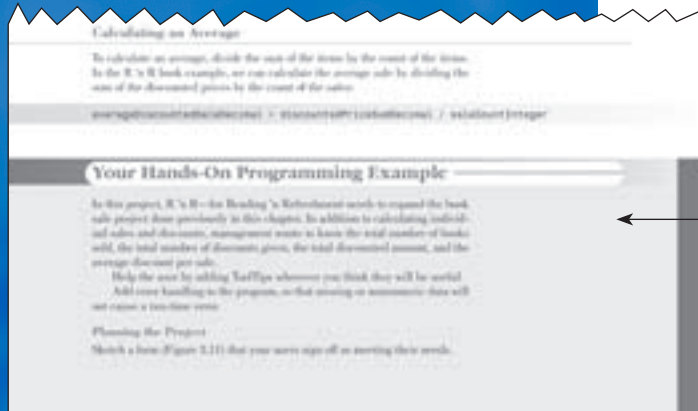 Calculating an Average
To calculate an average, divide the sum of the items by the count of the items.
In the R 'n R book example, we can calculate the average sale by dividing the
sum of the discounted prices by the count of the sales:
averageDiscountedSaleDecimal = discountedPriceSumDecimal / saleCountInteger
Your Hands-On Programming Example
In this project, R 'n R—for Reading 'n Refreshment needs to expand the book
sale project done previously in this chapter. In addition to calculating individ-
ual sales and discounts, management wants to know the total number of books
sold, the total number of discounts given, the total discounted amount, and the
average discount per sale.
Help the user by adding ToolTips wherever you think they will be useful.
Add error handling to the program, so that missing or nonnumeric data will
not cause a run-time error.
Planning the Project
Sketch a form (Figure 3.11) that your users sign off as meeting their needs.